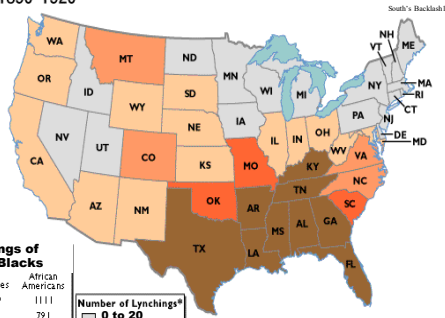 South's Backlash
WA
MT
ND
MN
VT
NH
ME
OR
ID
SD
WI
MI
NY
MA
RI
CT
WY
IA
PA
NJ
NE
NV
UT
IL
IN
OH
DE
MD
CA
CO
KS
MO
WV
VA
KY
NC
TN
AZ
NM
OK
AR
SC
MS
AL
GA
TX
LA
FL
ngs of
Blacks
African
es Americans
1111
791
Number of Lynchings*
0 to 20